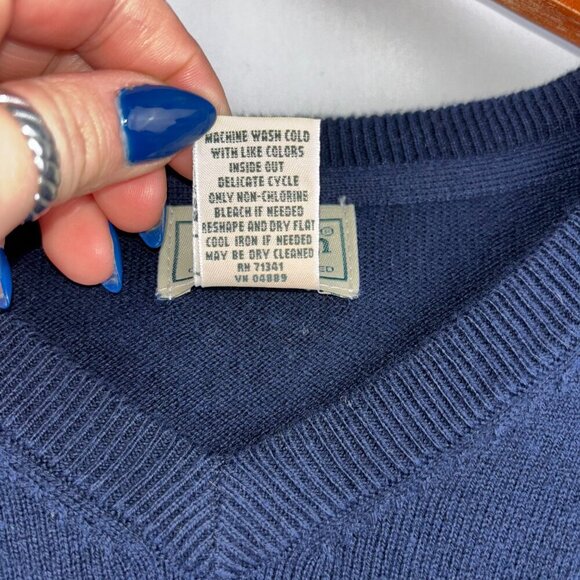 MACHINE WASH COLD
WITH LIKE COLORS
INSIDE OUT
DELICATE CYCLE
ONLY NON-CHLORINE
BLEACH IF NEEDED
RESHAPE AND DRY FLAT
COOL IRON IF NEEDED
MAY BE DRY CLEANED
RN 71341
VN 04889